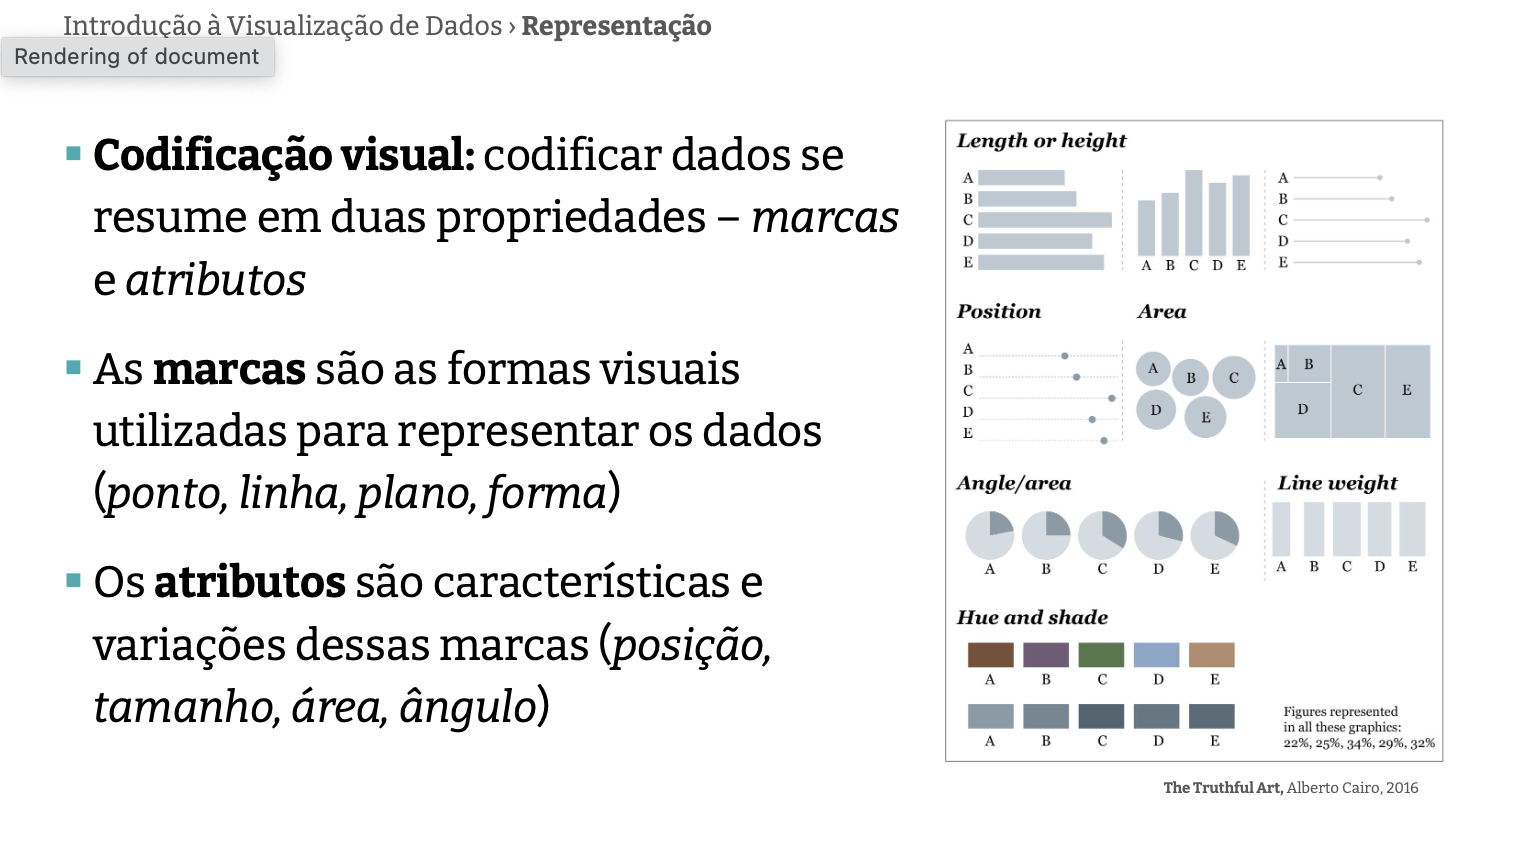 Introdução à Visualização de Dados › Representação
Rendering of document
Codificação visual: codificar dados se
resume em duas propriedades – marcas
e atributos
As marcas são as formas visuais
utilizadas para representar os dados
(ponto, linha, plano, forma)
Os atributos são características e
variações dessas marcas (posição,
tamanho, área, ângulo)
Length or height
A
B
C
D
E
A B C D E
A
B
C
D
E
Position
A
B
C
D
E
Area
A B C
D E
A B
C E
D
Angle/area
A B C D E
Line weight
A B C D E
Hue and shade
A B C D E
A B C D E
Figures represented
in all these graphics:
22%, 25%, 34%, 29%, 32%
The Truthful Art, Alberto Cairo, 2016